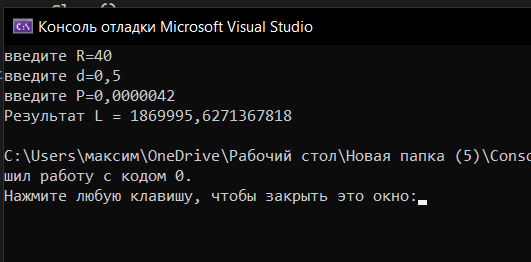 Консоль отладки Microsoft Visual Studio
введите R=40
введите d=0,5
введите P=0,0000042
Результат L = 1869995,6271367818
C:\Users\максим\OneDrive\Рабочий стол\Новая папка (5)\Conso
шил работу с кодом 0.
Нажмите любую клавишу, чтобы закрыть это окно: